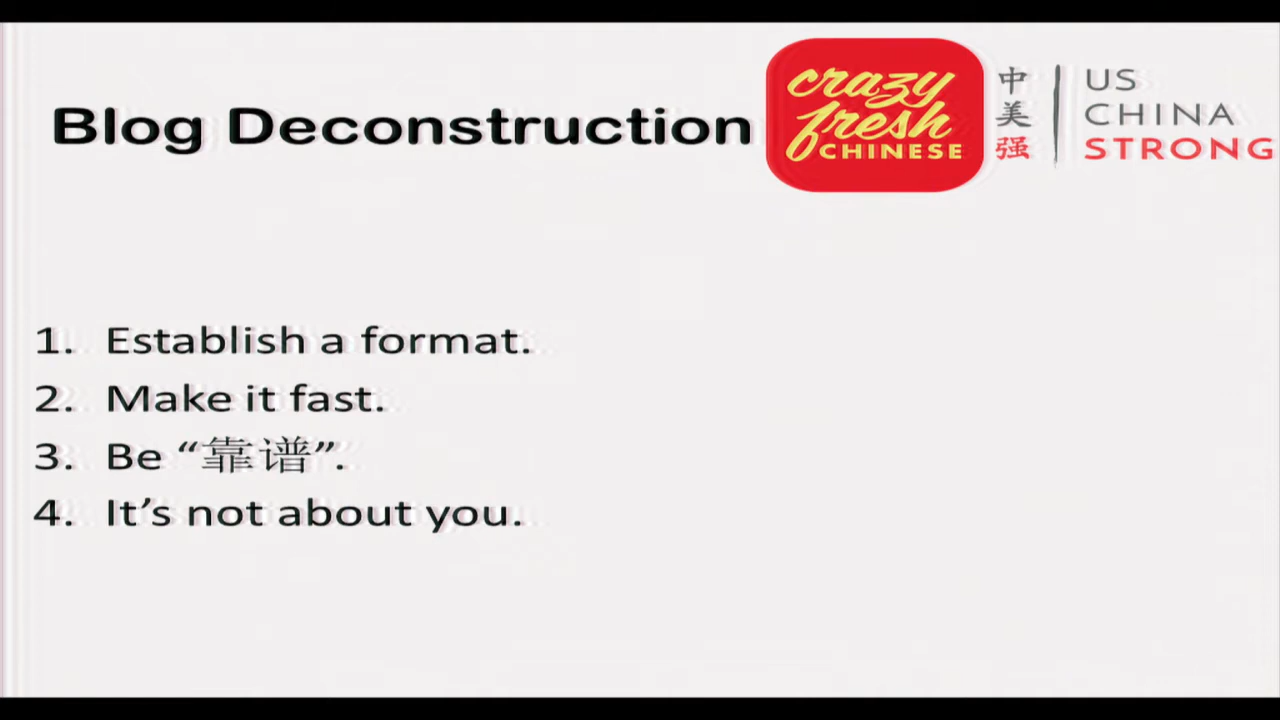 Blog Deconstruction
crazy
fresh
CHINESE
中
美
强
US
CHINA
STRONG
1. Establish a format.
2. Make it fast.
3. Be “靠谱”.
4. It’s not about you.